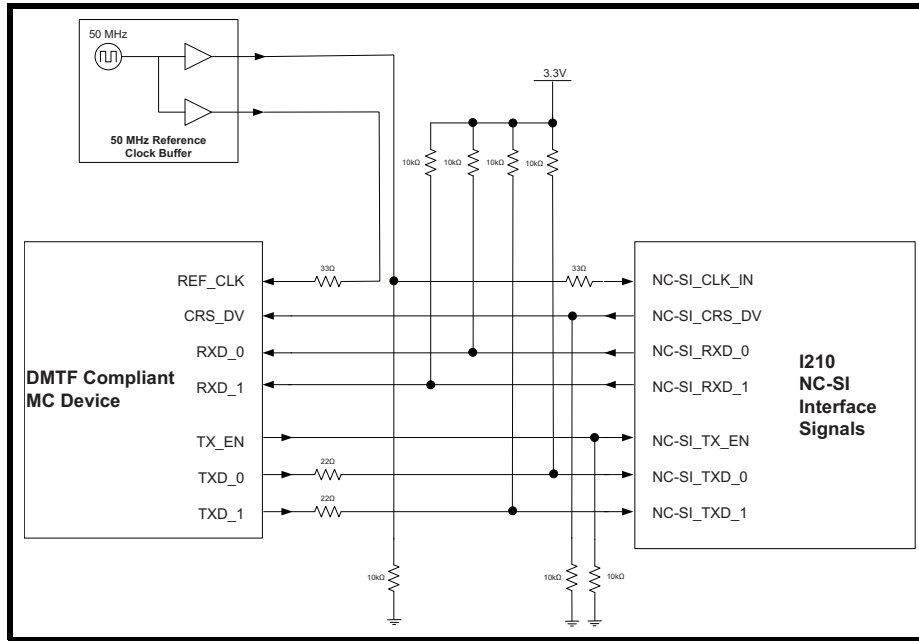 50 MHz
50 MHz Reference
Clock Buffer
3.3V
10kΩ
10kΩ
10kΩ
10kΩ
DMTF Compliant
MC Device
REF_CLK
CRS_DV
RXD_0
RXD_1
TX_EN
TXD_0
TXD_1
33Ω
33Ω
22Ω
22Ω
NC-SI_CLK_IN
NC-SI_CRS_DV
NC-SI_RXD_0
NC-SI_RXD_1
NC-SI_TX_EN
NC-SI_TXD_0
NC-SI_TXD_1
I210
NC-SI
Interface
Signals
10kΩ
10kΩ
10kΩ